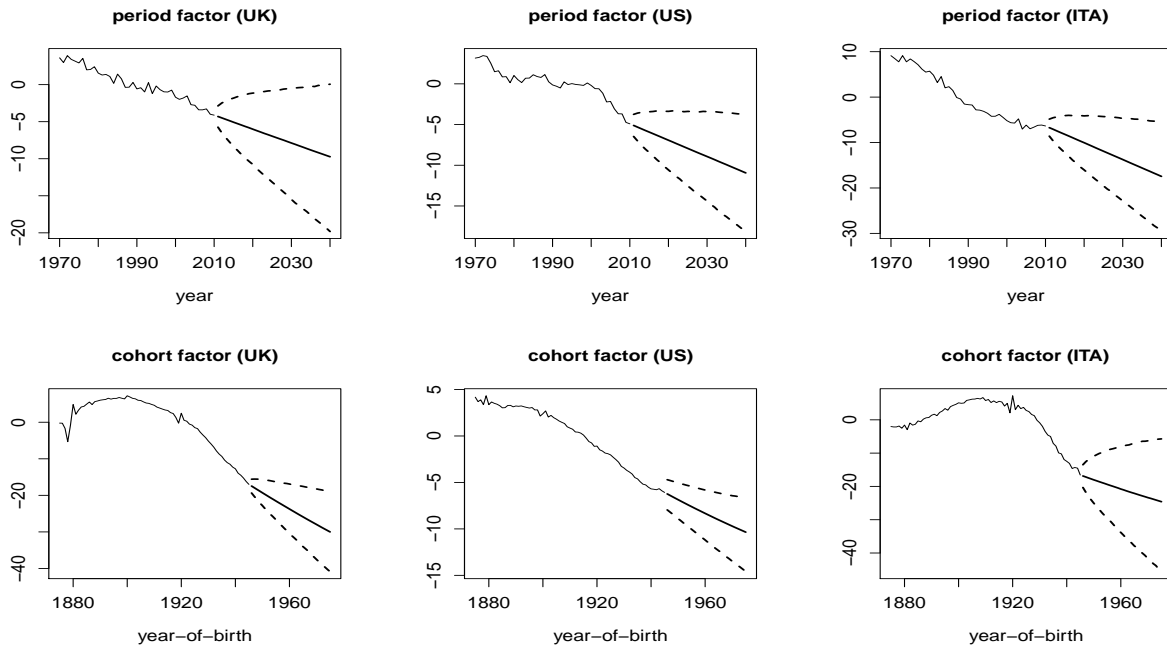 period factor (UK)
period factor (US)
period factor (ITA)
0
−5
−10
−20
1970 1990 2010 2030
year
0
−5
−10
−15
1970 1990 2010 2030
year
10
0
−10
−20
−30
1970 1990 2010 2030
year
cohort factor (UK)
cohort factor (US)
cohort factor (ITA)
0
−20
−40
1880 1920 1960
year−of−birth
5
0
−5
−10
−15
1880 1920 1960
year−of−birth
0
−20
−40
1880 1920 1960
year−of−birth